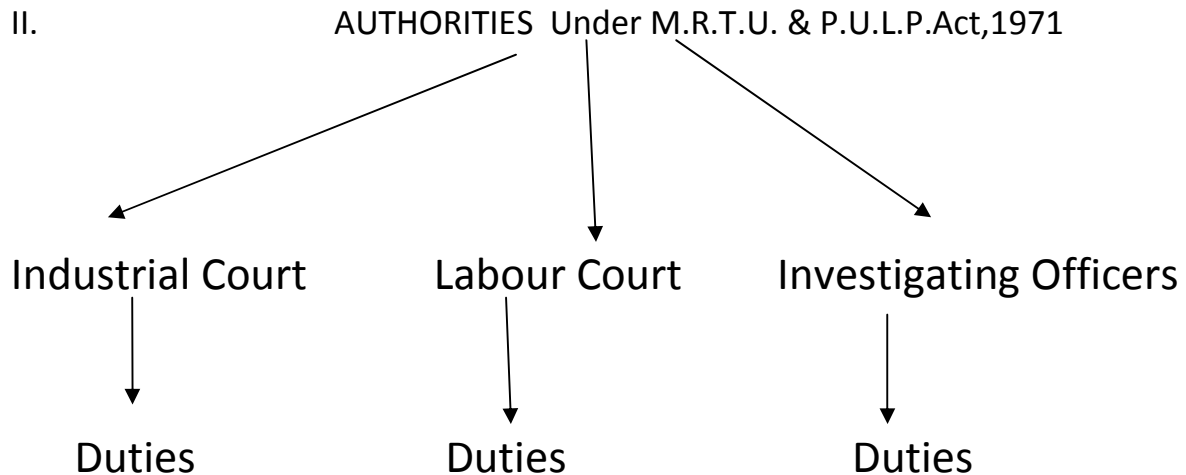 II. AUTHORITIES Under M.R.T.U. & P.U.L.P.Act,1971
Industrial Court Labour Court Investigating Officers
Duties Duties Duties